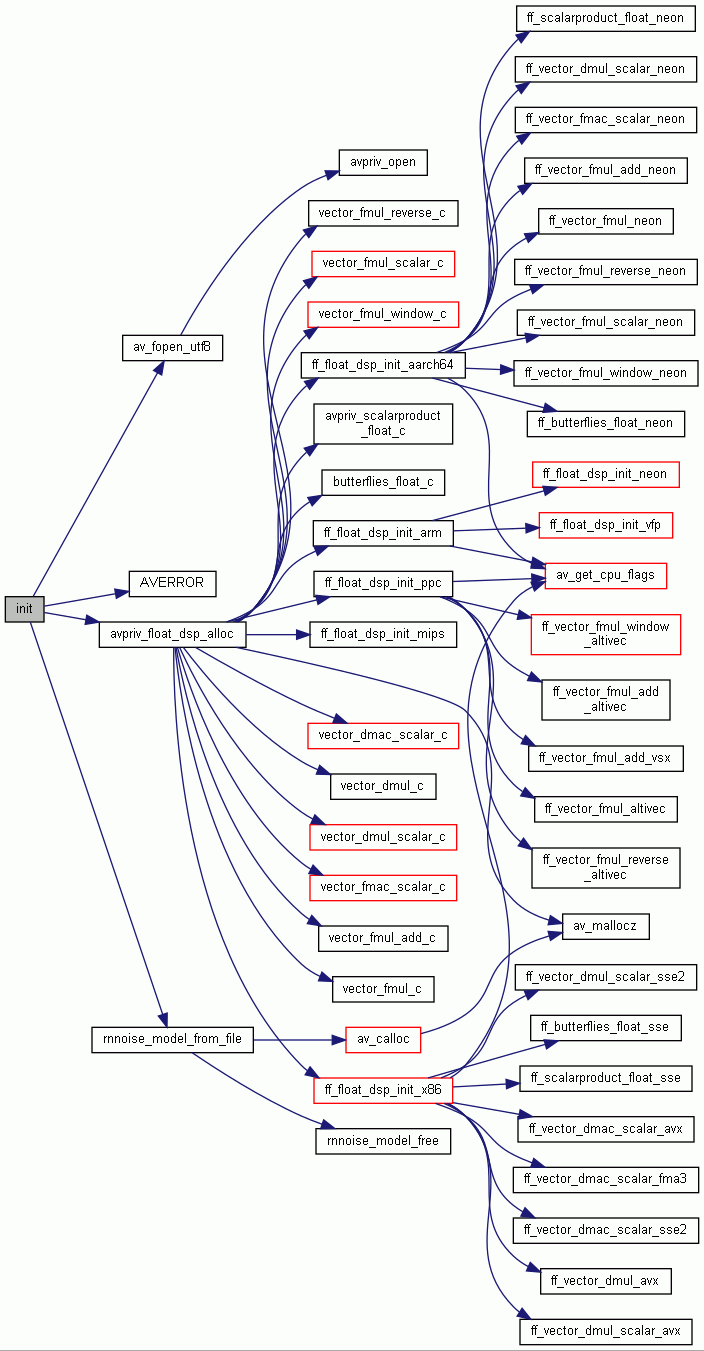 ff_scalarproduct_float_neon
ff_vector_dmul_scalar_neon
ff_vector_fmac_scalar_neon
avpriv_open
ff_vector_fmul_add_neon
vector_fmul_reverse_c
ff_vector_fmul_neon
vector_fmul_scalar_c
ff_vector_fmul_reverse_neon
vector_fmul_window_c
ff_vector_fmul_scalar_neon
av_fopen_utf8
ff_float_dsp_init_aarch64
ff_vector_fmul_window_neon
avpriv_scalarproduct
_float_c
ff_butterflies_float_neon
butterflies_float_c
ff_float_dsp_init_neon
ff_float_dsp_init_arm
ff_float_dsp_init_vfp
AVERROR
ff_float_dsp_init_ppc
av_get_cpu_flags
init
avpriv_float_dsp_alloc
ff_float_dsp_init_mips
ff_vector_fmul_window
_altivec
ff_vector_fmul_add
_altivec
vector_dmac_scalar_c
ff_vector_fmul_add_vsx
vector_dmul_c
ff_vector_fmul_altivec
vector_dmul_scalar_c
ff_vector_fmul_reverse
_altivec
vector_fmac_scalar_c
av_mallocz
vector_fmul_add_c
ff_vector_dmul_scalar_sse2
vector_fmul_c
ff_butterflies_float_sse
rnnoise_model_from_file
av_calloc
ff_scalarproduct_float_sse
ff_float_dsp_init_x86
ff_vector_dmac_scalar_avx
rnnoise_model_free
ff_vector_dmac_scalar_fma3
ff_vector_dmac_scalar_sse2
ff_vector_dmul_avx
ff_vector_dmul_scalar_avx